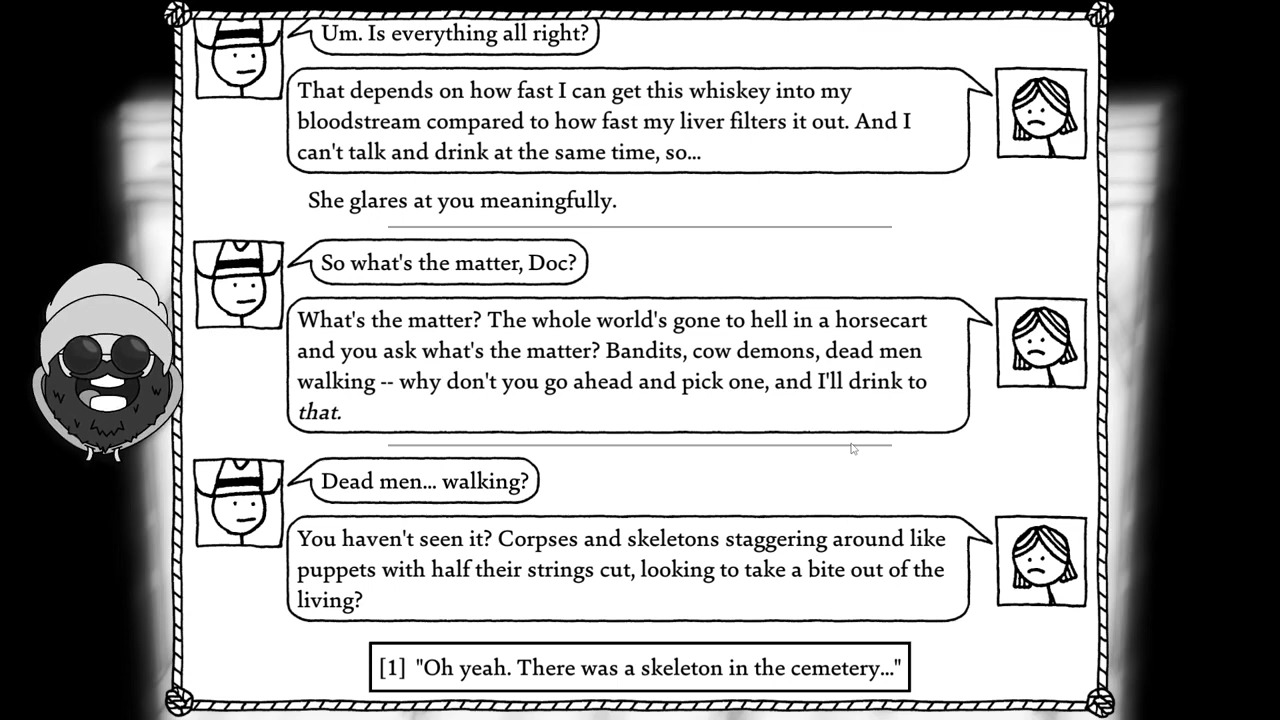 Um. Is everything all right?
That depends on how fast I can get this whiskey into my
bloodstream compared to how fast my liver filters it out. And I
can't talk and drink at the same time, so...
She glares at you meaningfully.
So what's the matter, Doc?
What's the matter? The whole world's gone to hell in a horsecart
and you ask what's the matter? Bandits, cow demons, dead men
walking -- why don't you go ahead and pick one, and I'll drink to
that.
Dead men... walking?
You haven't seen it? Corpses and skeletons staggering around like
puppets with half their strings cut, looking to take a bite out of the
living?
[1] "Oh yeah. There was a skeleton in the cemetery..."